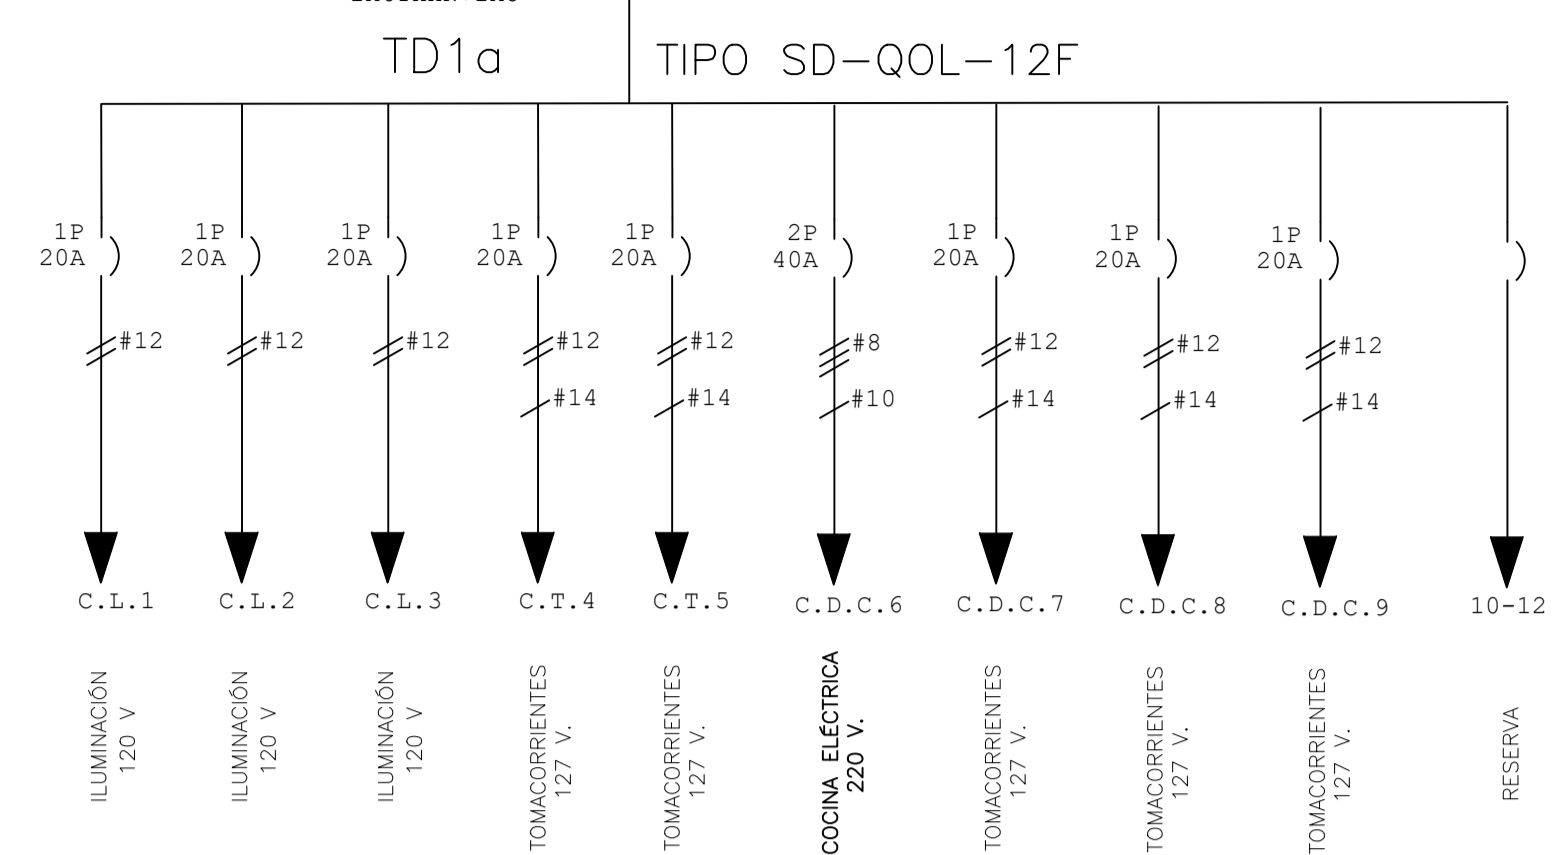 TD1a
TIPO SD-QOL-12F
1P
20A
1P
20A
1P
20A
1P
20A
1P
20A
2P
40A
1P
20A
1P
20A
1P
20A
#12
#12
#12
#12
#12
#8
#12
#12
#12
#14
#14
#10
#14
#14
#14
C.L.1
C.L.2
C.L.3
C.T.4
C.T.5
C.D.C.6
C.D.C.7
C.D.C.8
C.D.C.9
10-12
ILUMINACIÓN
120 V
ILUMINACIÓN
120 V
ILUMINACIÓN
120 V
TOMACORRIENTES
127 V.
TOMACORRIENTES
127 V.
COCINA ELÉCTRICA
220 V.
TOMACORRIENTES
127 V.
TOMACORRIENTES
127 V.
TOMACORRIENTES
127 V.
RESERVA